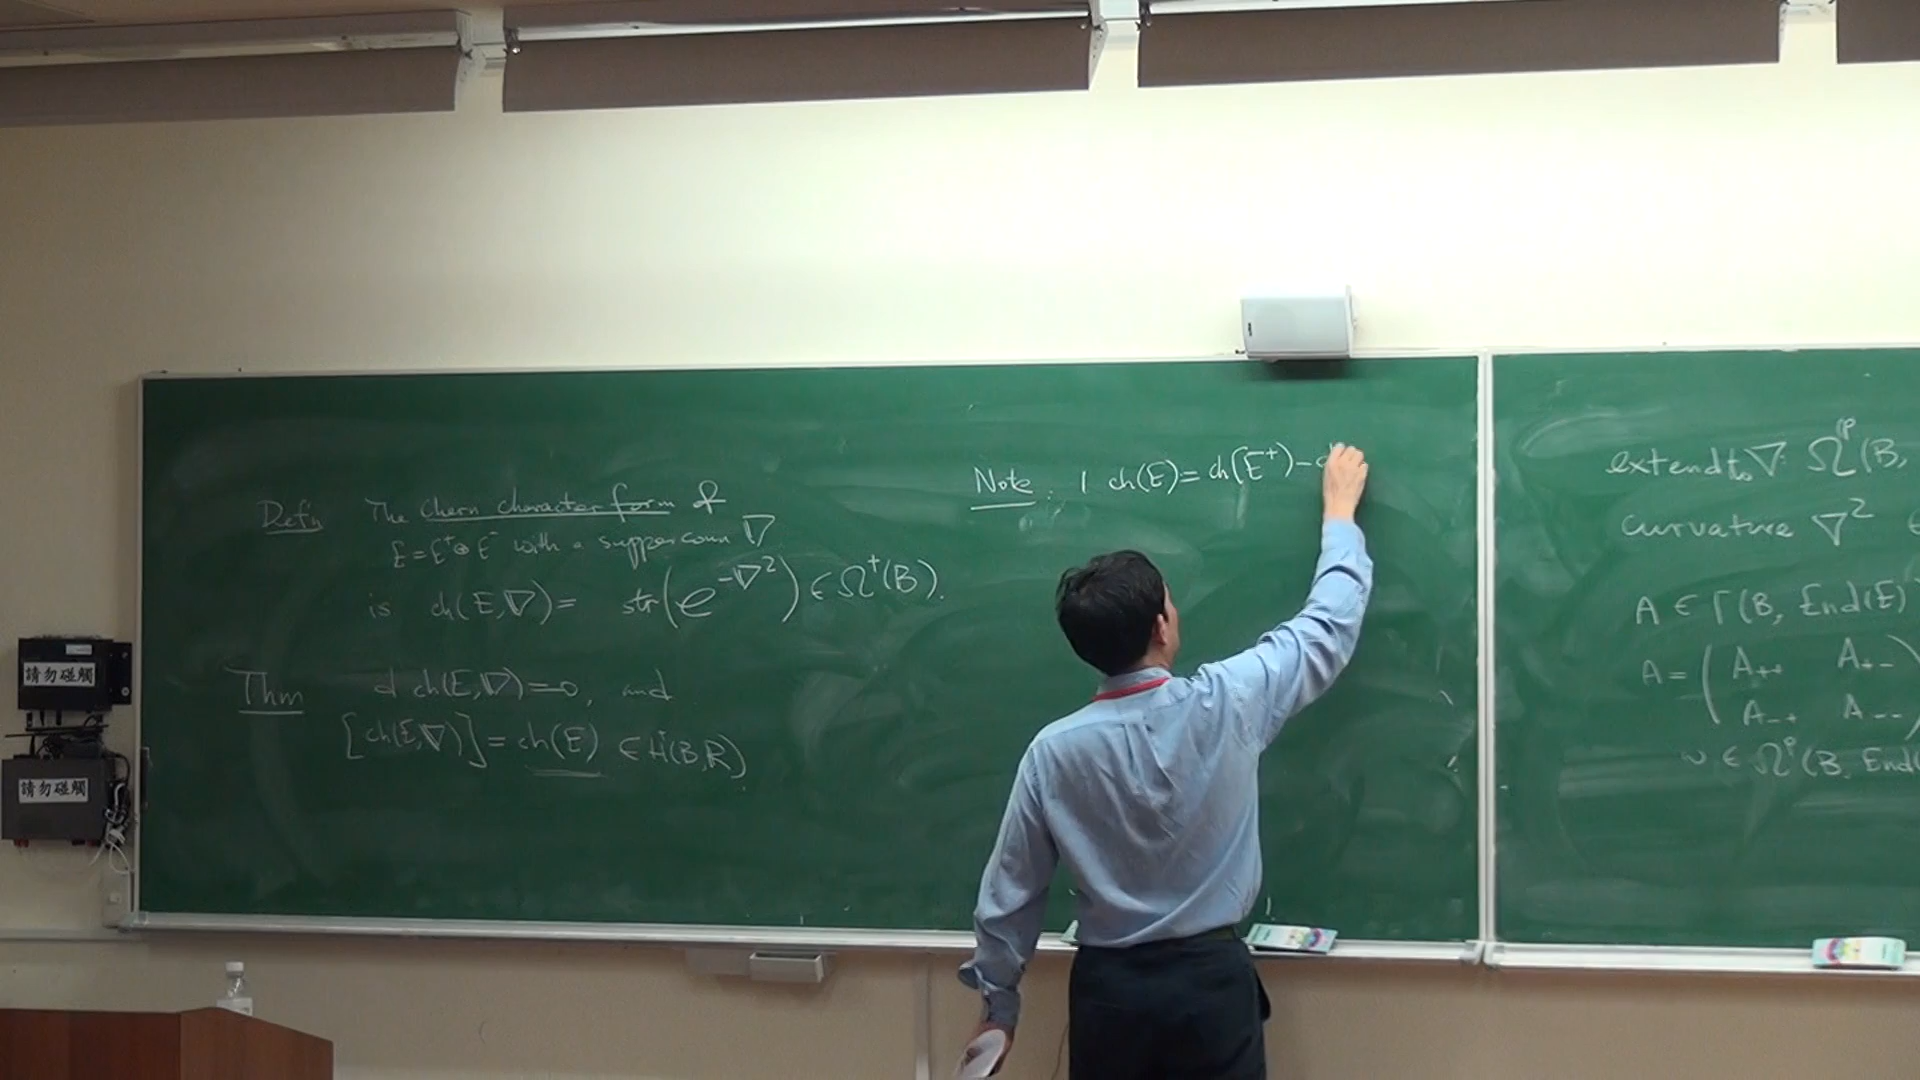 Defn The Chern character form of
E = E⁺ ⊕ E⁻ with a superconn ∇
is ch(E,∇) = str(e^{-∇²}) ∈ Ω⁺(B).
Thm d ch(E,∇) = 0, and
[ch(E,∇)] = ch(E) ∈ H(B,R)
Note: 1 ch(E) = ch(E⁺) –
extend to ∇: Ω^p(B,
curvature ∇² ∈
A ∈ Γ(B, End(E)
A = ( A₊₊ A₊₋ )
A₋₊ A₋₋
ω ∈ Ω^p(B, End(
請勿碰觸
請勿碰觸